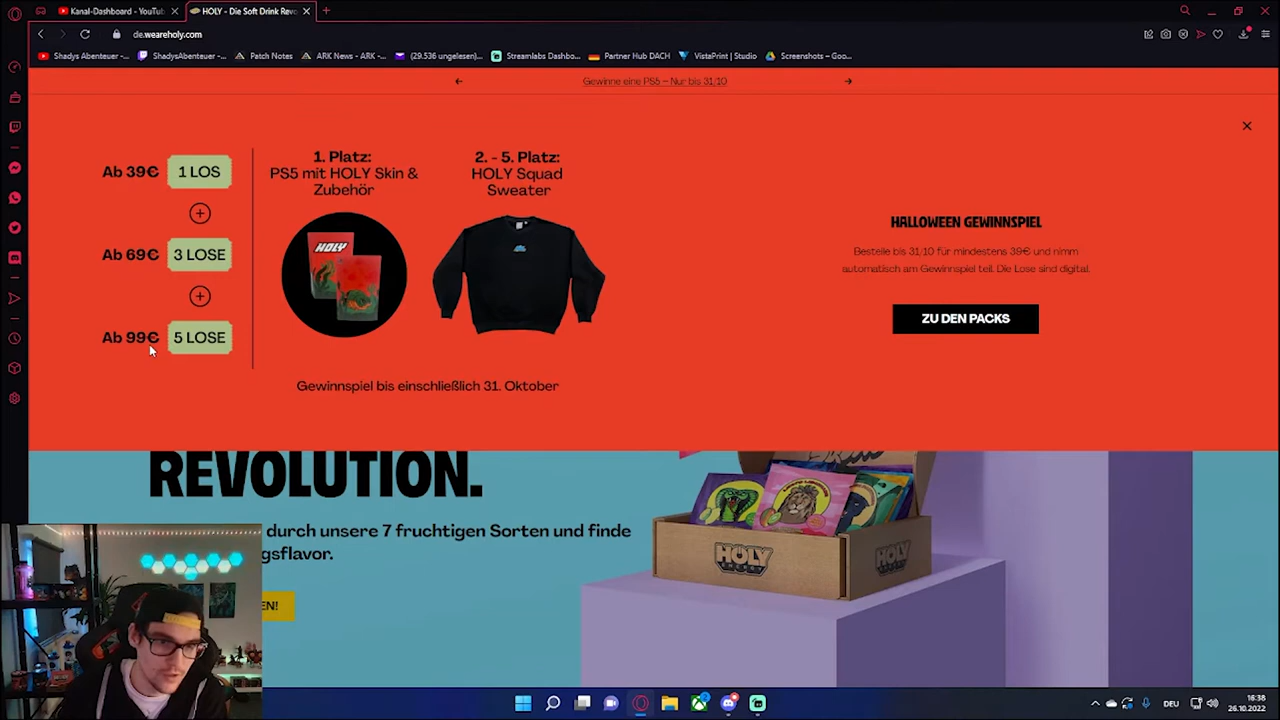 Kanal-Dashboard - YouTub
HOLY - Die Soft Drink Revo
de.weareholy.com
Shadys Abenteuer -...
ShadysAbenteuer -...
Patch Notes
ARK News - ARK -...
(29.536 ungelesen)...
Streamlabs Dashbo...
Partner Hub DACH
VistaPrint | Studio
Screenshots – Goo...
Gewinne eine PS5 – Nur bis 31/10
Ab 39€ 1 LOS
Ab 69€ 3 LOSE
Ab 99€ 5 LOSE
1. Platz:
PS5 mit HOLY Skin &
Zubehör
HOLY
2. - 5. Platz:
HOLY Squad
Sweater
Gewinnspiel bis einschließlich 31. Oktober
HALLOWEEN GEWINNSPIEL
Bestelle bis 31/10 für mindestens 39€ und nimm
automatisch am Gewinnspiel teil. Die Lose sind digital.
ZU DEN PACKS
REVOLUTION.
durch unsere 7 fruchtigen Sorten und finde
gsflavor.
EN!
HOLY
HOLY
DEU
16:38
26.10.2022